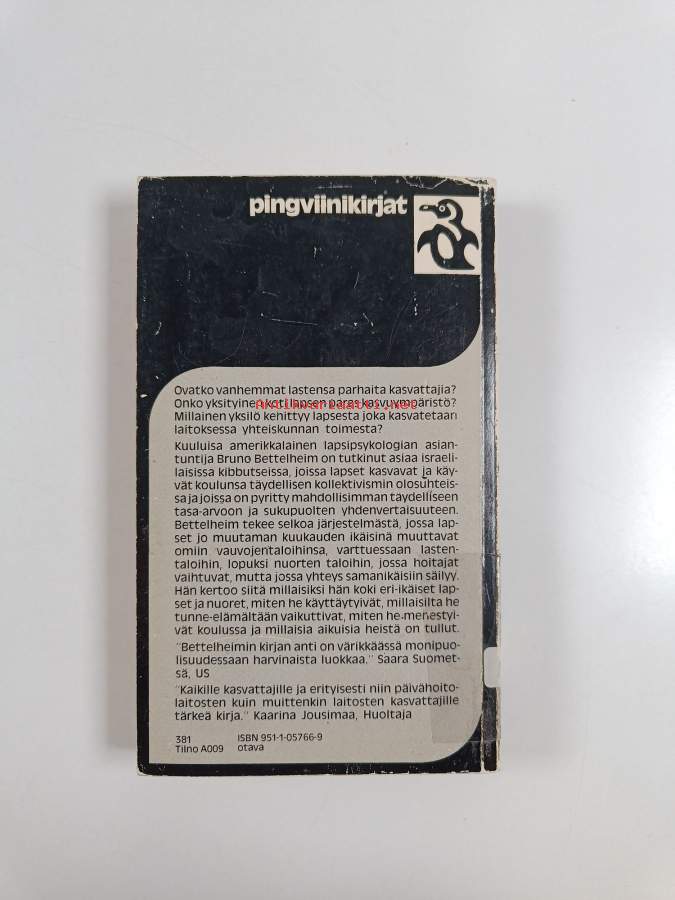 pingviinikirjat
Ovatko vanhemmat lastensa parhaita kasvattajia?
Onko yksityinen koti lapsen paras kasvuympäristö?
Antikvariaatti.net
Millainen yksilö kehittyy lapsesta joka kasvatetaan
laitoksessa yhteiskunnan toimesta?
Kuuluisa amerikkalainen lapsipsykologian asian-
tuntija Bruno Bettelheim on tutkinut asiaa israeli-
laisissa kibbutseissa, joissa lapset kasvavat ja käy-
vät koulunsa täydellisen kollektivismin olosuhteis-
sa ja joissa on pyritty mahdollisimman täydelliseen
tasa-arvoon ja sukupuolten yhdenvertaisuuteen.
Bettelheim tekee selkoa järjestelmästä, jossa lap-
set jo muutaman kuukauden ikäisinä muuttavat
omiin vauvojentaloihinsa, varttuessaan lasten-
taloihin, lopuksi nuorten taloihin, jossa hoitajat
vaihtuvat, mutta jossa yhteys samanikäisiin säilyy.
Hän kertoo siitä millaisiksi hän koki eri-ikäiset lap-
set ja nuoret, miten he käyttäytyivät, millaisilta he
tunne-elämältään vaikuttivat, miten he menestyi-
vät koulussa ja millaisia aikuisia heistä on tullut.
"Bettelheimin kirjan anti on värikkäässä monipuo-
lisuudessaan harvinaista luokkaa." Saara Suomet-
sä, US
"Kaikille kasvattajille ja erityisesti niin päivähoito-
laitosten kuin muittenkin laitosten kasvattajille
tärkeä kirja." Kaarina Jousimaa, Huoltaja
381 ISBN 951-1-05766-9
Tilno A009 otava